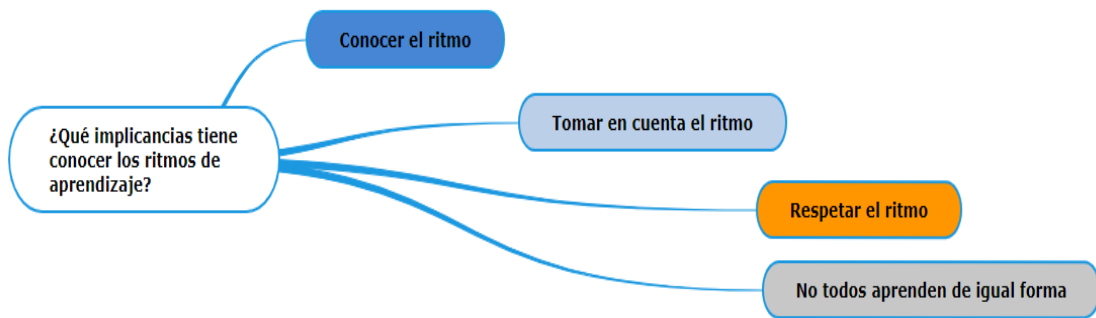 Conocer el ritmo
¿Qué implicancias tiene
conocer los ritmos de
aprendizaje?
Tomar en cuenta el ritmo
Respetar el ritmo
No todos aprenden de igual forma